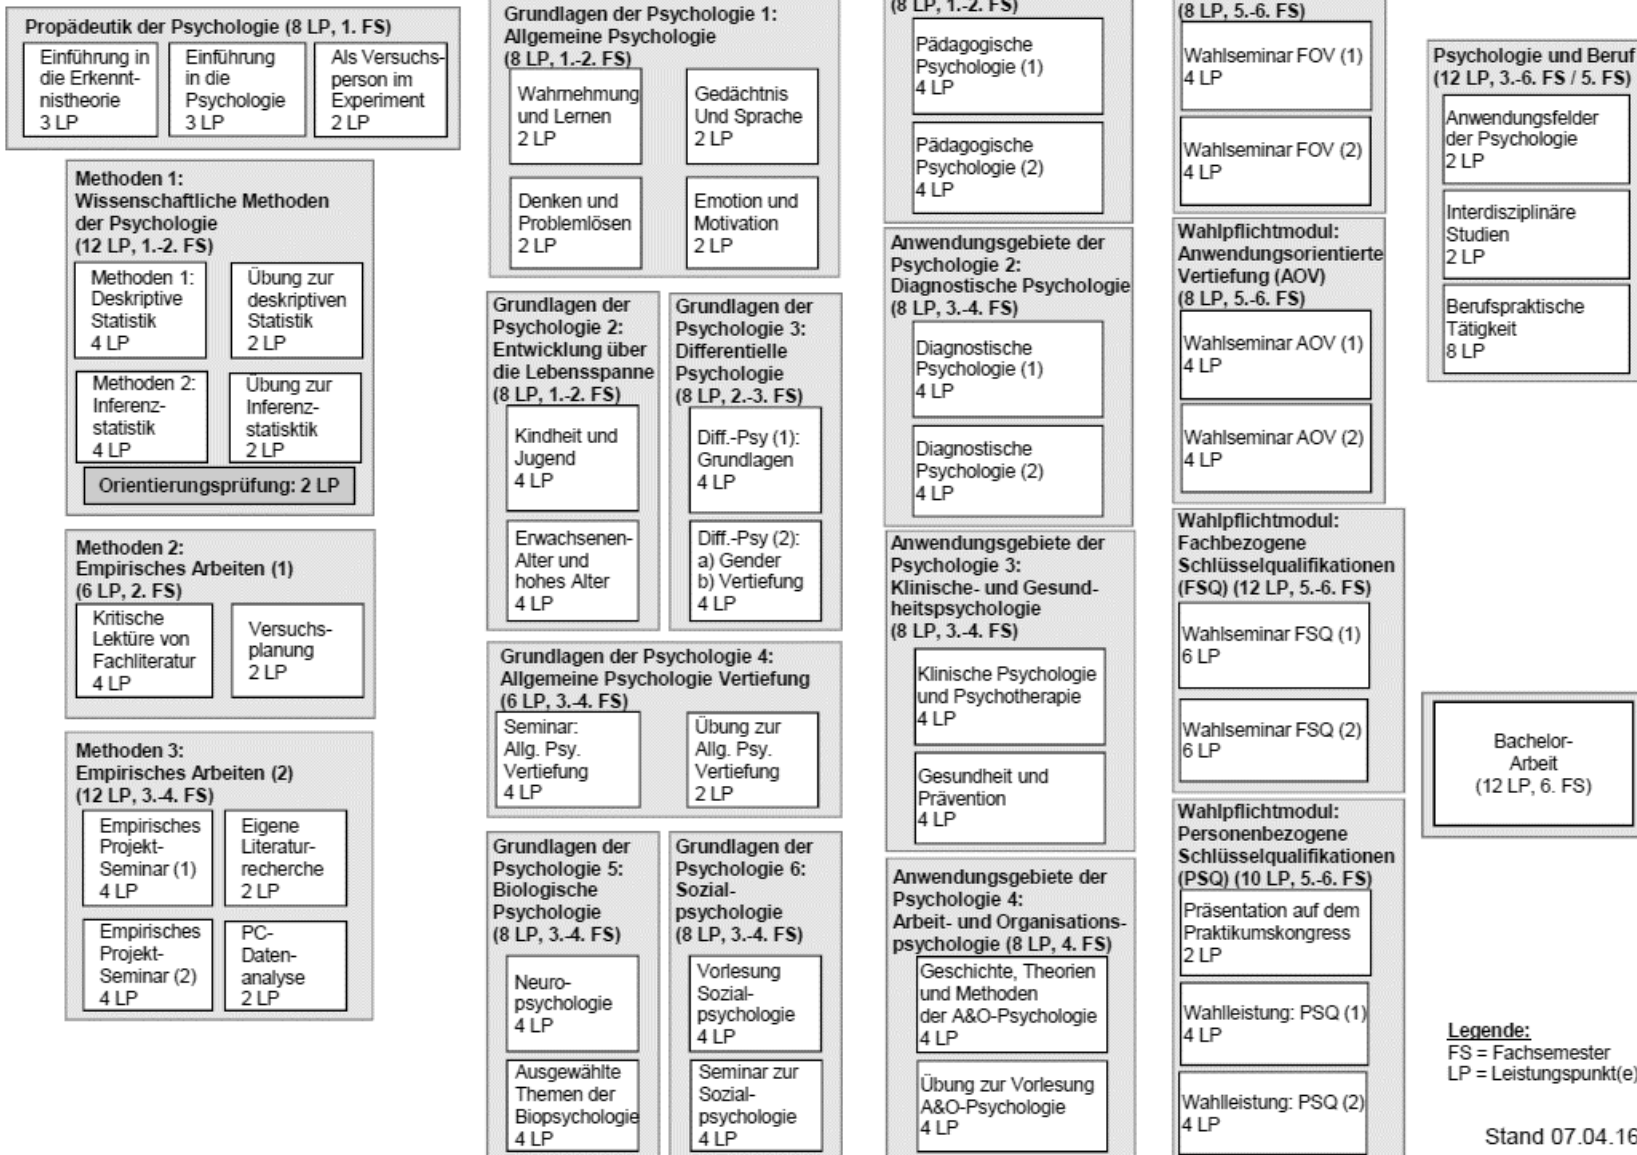 Propädeutik der Psychologie (8 LP, 1. FS)
Einführung in
die Erkennt-
nistheorie
3 LP
Einführung
in die
Psychologie
3 LP
Als Versuchs-
person im
Experiment
2 LP
Methoden 1:
Wissenschaftliche Methoden
der Psychologie
(12 LP, 1.-2. FS)
Methoden 1:
Deskriptive
Statistik
4 LP
Übung zur
deskriptiven
Statistik
2 LP
Methoden 2:
Inferenz-
statistik
4 LP
Übung zur
Inferenz-
statisktik
2 LP
Orientierungsprüfung: 2 LP
Methoden 2:
Empirisches Arbeiten (1)
(6 LP, 2. FS)
Kritische
Lektüre von
Fachliteratur
4 LP
Versuchs-
planung
2 LP
Methoden 3:
Empirisches Arbeiten (2)
(12 LP, 3.-4. FS)
Empirisches
Projekt-
Seminar (1)
4 LP
Eigene
Literatur-
recherche
2 LP
Empirisches
Projekt-
Seminar (2)
4 LP
PC-
Daten-
analyse
2 LP
Grundlagen der Psychologie 1:
Allgemeine Psychologie
(8 LP, 1.-2. FS)
Wahrnehmung
und Lernen
2 LP
Gedächtnis
Und Sprache
2 LP
Denken und
Problemlösen
2 LP
Emotion und
Motivation
2 LP
Grundlagen der
Psychologie 2:
Entwicklung über
die Lebensspanne
(8 LP, 1.-2. FS)
Kindheit und
Jugend
4 LP
Erwachsenen-
Alter und
hohes Alter
4 LP
Grundlagen der
Psychologie 3:
Differentielle
Psychologie
(8 LP, 2.-3. FS)
Diff.-Psy (1):
Grundlagen
4 LP
Diff.-Psy (2):
a) Gender
b) Vertiefung
4 LP
Grundlagen der Psychologie 4:
Allgemeine Psychologie Vertiefung
(6 LP, 3.-4. FS)
Seminar:
Allg. Psy.
Vertiefung
4 LP
Übung zur
Allg. Psy.
Vertiefung
2 LP
Grundlagen der
Psychologie 5:
Biologische
Psychologie
(8 LP, 3.-4. FS)
Neuro-
psychologie
4 LP
Ausgewählte
Themen der
Biopsychologie
4 LP
Grundlagen der
Psychologie 6:
Sozial-
psychologie
(8 LP, 3.-4. FS)
Vorlesung
Sozial-
psychologie
4 LP
Seminar zur
Sozial-
psychologie
4 LP
(8 LP, 1.-2. FS)
Pädagogische
Psychologie (1)
4 LP
Pädagogische
Psychologie (2)
4 LP
Anwendungsgebiete der
Psychologie 2:
Diagnostische Psychologie
(8 LP, 3.-4. FS)
Diagnostische
Psychologie (1)
4 LP
Diagnostische
Psychologie (2)
4 LP
Anwendungsgebiete der
Psychologie 3:
Klinische- und Gesund-
heitspsychologie
(8 LP, 3.-4. FS)
Klinische Psychologie
und Psychotherapie
4 LP
Gesundheit und
Prävention
4 LP
Anwendungsgebiete der
Psychologie 4:
Arbeit- und Organisations-
psychologie (8 LP, 4. FS)
Geschichte, Theorien
und Methoden
der A&O-Psychologie
4 LP
Übung zur Vorlesung
A&O-Psychologie
4 LP
(8 LP, 5.-6. FS)
Wahlseminar FOV (1)
4 LP
Wahlseminar FOV (2)
4 LP
Wahlpflichtmodul:
Anwendungsorientierte
Vertiefung (AOV)
(8 LP, 5.-6. FS)
Wahlseminar AOV (1)
4 LP
Wahlseminar AOV (2)
4 LP
Wahlpflichtmodul:
Fachbezogene
Schlüsselqualifikationen
(FSQ) (12 LP, 5.-6. FS)
Wahlseminar FSQ (1)
6 LP
Wahlseminar FSQ (2)
6 LP
Wahlpflichtmodul:
Personenbezogene
Schlüsselqualifikationen
(PSQ) (10 LP, 5.-6. FS)
Präsentation auf dem
Praktikumskongress
2 LP
Wahlleistung: PSQ (1)
4 LP
Wahlleistung: PSQ (2)
4 LP
Psychologie und Beruf
(12 LP, 3.-6. FS / 5. FS)
Anwendungsfelder
der Psychologie
2 LP
Interdisziplinäre
Studien
2 LP
Berufspraktische
Tätigkeit
8 LP
Bachelor-
Arbeit
(12 LP, 6. FS)
Legende:
FS = Fachsemester
LP = Leistungspunkt(e)
Stand 07.04.16